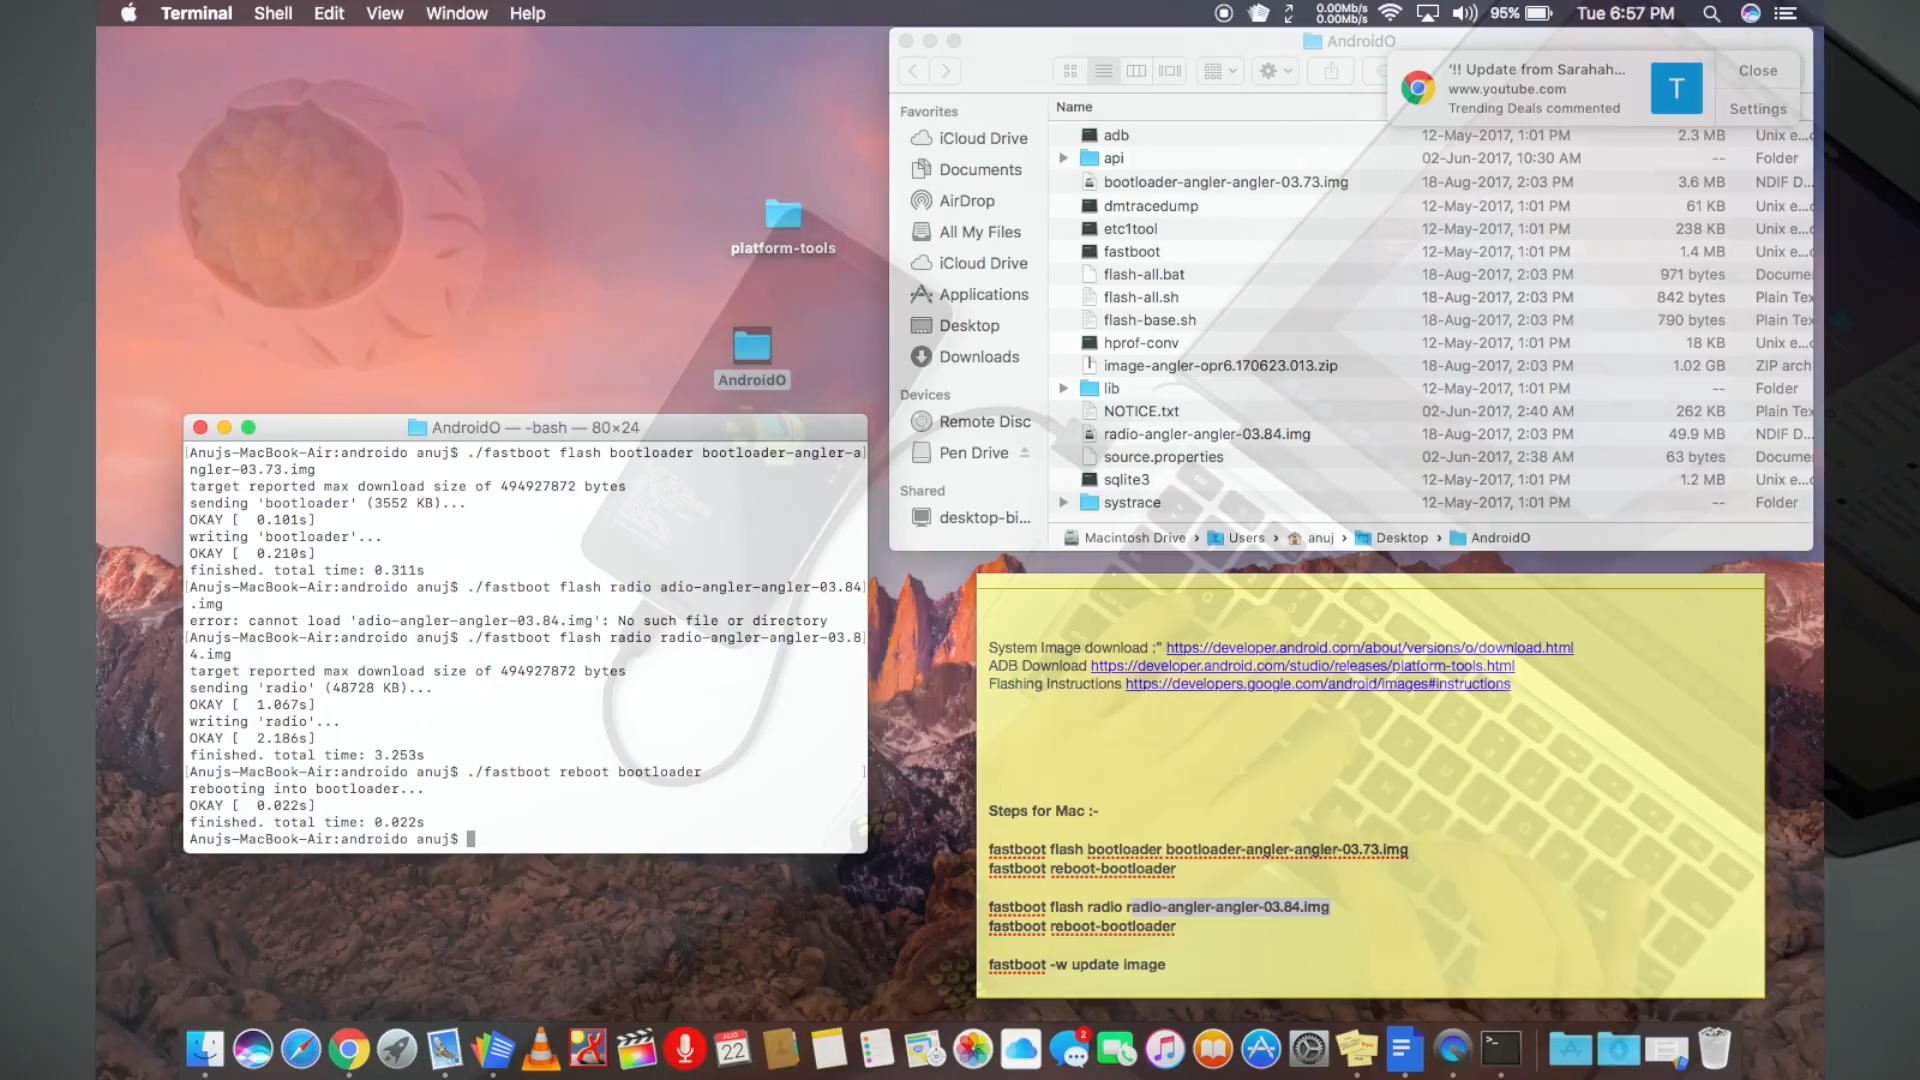 Terminal Shell Edit View Window Help
0.00Mb/s
0.00Mb/s
95% Tue 6:57 PM
platform-tools
AndroidO
AndroidO
Favorites
iCloud Drive
Documents
AirDrop
All My Files
iCloud Drive
Applications
Desktop
Downloads
Devices
Remote Disc
Pen Drive
Shared
desktop-bi...
Name
adb 12-May-2017, 1:01 PM 2.3 MB Unix e...
api 02-Jun-2017, 10:30 AM -- Folder
bootloader-angler-angler-03.73.img 18-Aug-2017, 2:03 PM 3.6 MB NDIF D...
dmtracedump 12-May-2017, 1:01 PM 61 KB Unix e...
etc1tool 12-May-2017, 1:01 PM 238 KB Unix e...
fastboot 12-May-2017, 1:01 PM 1.4 MB Unix e...
flash-all.bat 18-Aug-2017, 2:03 PM 971 bytes Docume
flash-all.sh 18-Aug-2017, 2:03 PM 842 bytes Plain Tex
flash-base.sh 18-Aug-2017, 2:03 PM 790 bytes Plain Tex
hprof-conv 12-May-2017, 1:01 PM 18 KB Unix e...
image-angler-opr6.170623.013.zip 18-Aug-2017, 2:03 PM 1.02 GB ZIP arch
lib 12-May-2017, 1:01 PM -- Folder
NOTICE.txt 02-Jun-2017, 2:40 AM 262 KB Plain Tex
radio-angler-angler-03.84.img 18-Aug-2017, 2:03 PM 49.9 MB NDIF D...
source.properties 02-Jun-2017, 2:38 AM 63 bytes Docume
sqlite3 12-May-2017, 1:01 PM 1.2 MB Unix e...
systrace 12-May-2017, 1:01 PM -- Folder
Macintosh Drive › Users › anuj › Desktop › AndroidO
'!! Update from Sarahah...
www.youtube.com
Trending Deals commented
T
Close
Settings
AndroidO — -bash — 80×24
[Anujs-MacBook-Air:androido anuj$ ./fastboot flash bootloader bootloader-angler-a]
ngler-03.73.img
target reported max download size of 494927872 bytes
sending 'bootloader' (3552 KB)...
OKAY [  0.101s]
writing 'bootloader'...
OKAY [  0.210s]
finished. total time: 0.311s
[Anujs-MacBook-Air:androido anuj$ ./fastboot flash radio adio-angler-angler-03.84]
.img
error: cannot load 'adio-angler-angler-03.84.img': No such file or directory
[Anujs-MacBook-Air:androido anuj$ ./fastboot flash radio radio-angler-angler-03.8]
4.img
target reported max download size of 494927872 bytes
sending 'radio' (48728 KB)...
OKAY [  1.067s]
writing 'radio'...
OKAY [  2.186s]
finished. total time: 3.253s
[Anujs-MacBook-Air:androido anuj$ ./fastboot reboot bootloader ]
rebooting into bootloader...
OKAY [  0.022s]
finished. total time: 0.022s
Anujs-MacBook-Air:androido anuj$
System Image download :" https://developer.android.com/about/versions/o/download.html
ADB Download https://developer.android.com/studio/releases/platform-tools.html
Flashing Instructions https://developers.google.com/android/images#instructions
Steps for Mac :-
fastboot flash bootloader bootloader-angler-angler-03.73.img
fastboot reboot-bootloader
fastboot flash radio radio-angler-angler-03.84.img
fastboot reboot-bootloader
fastboot -w update image
AUG
22
2